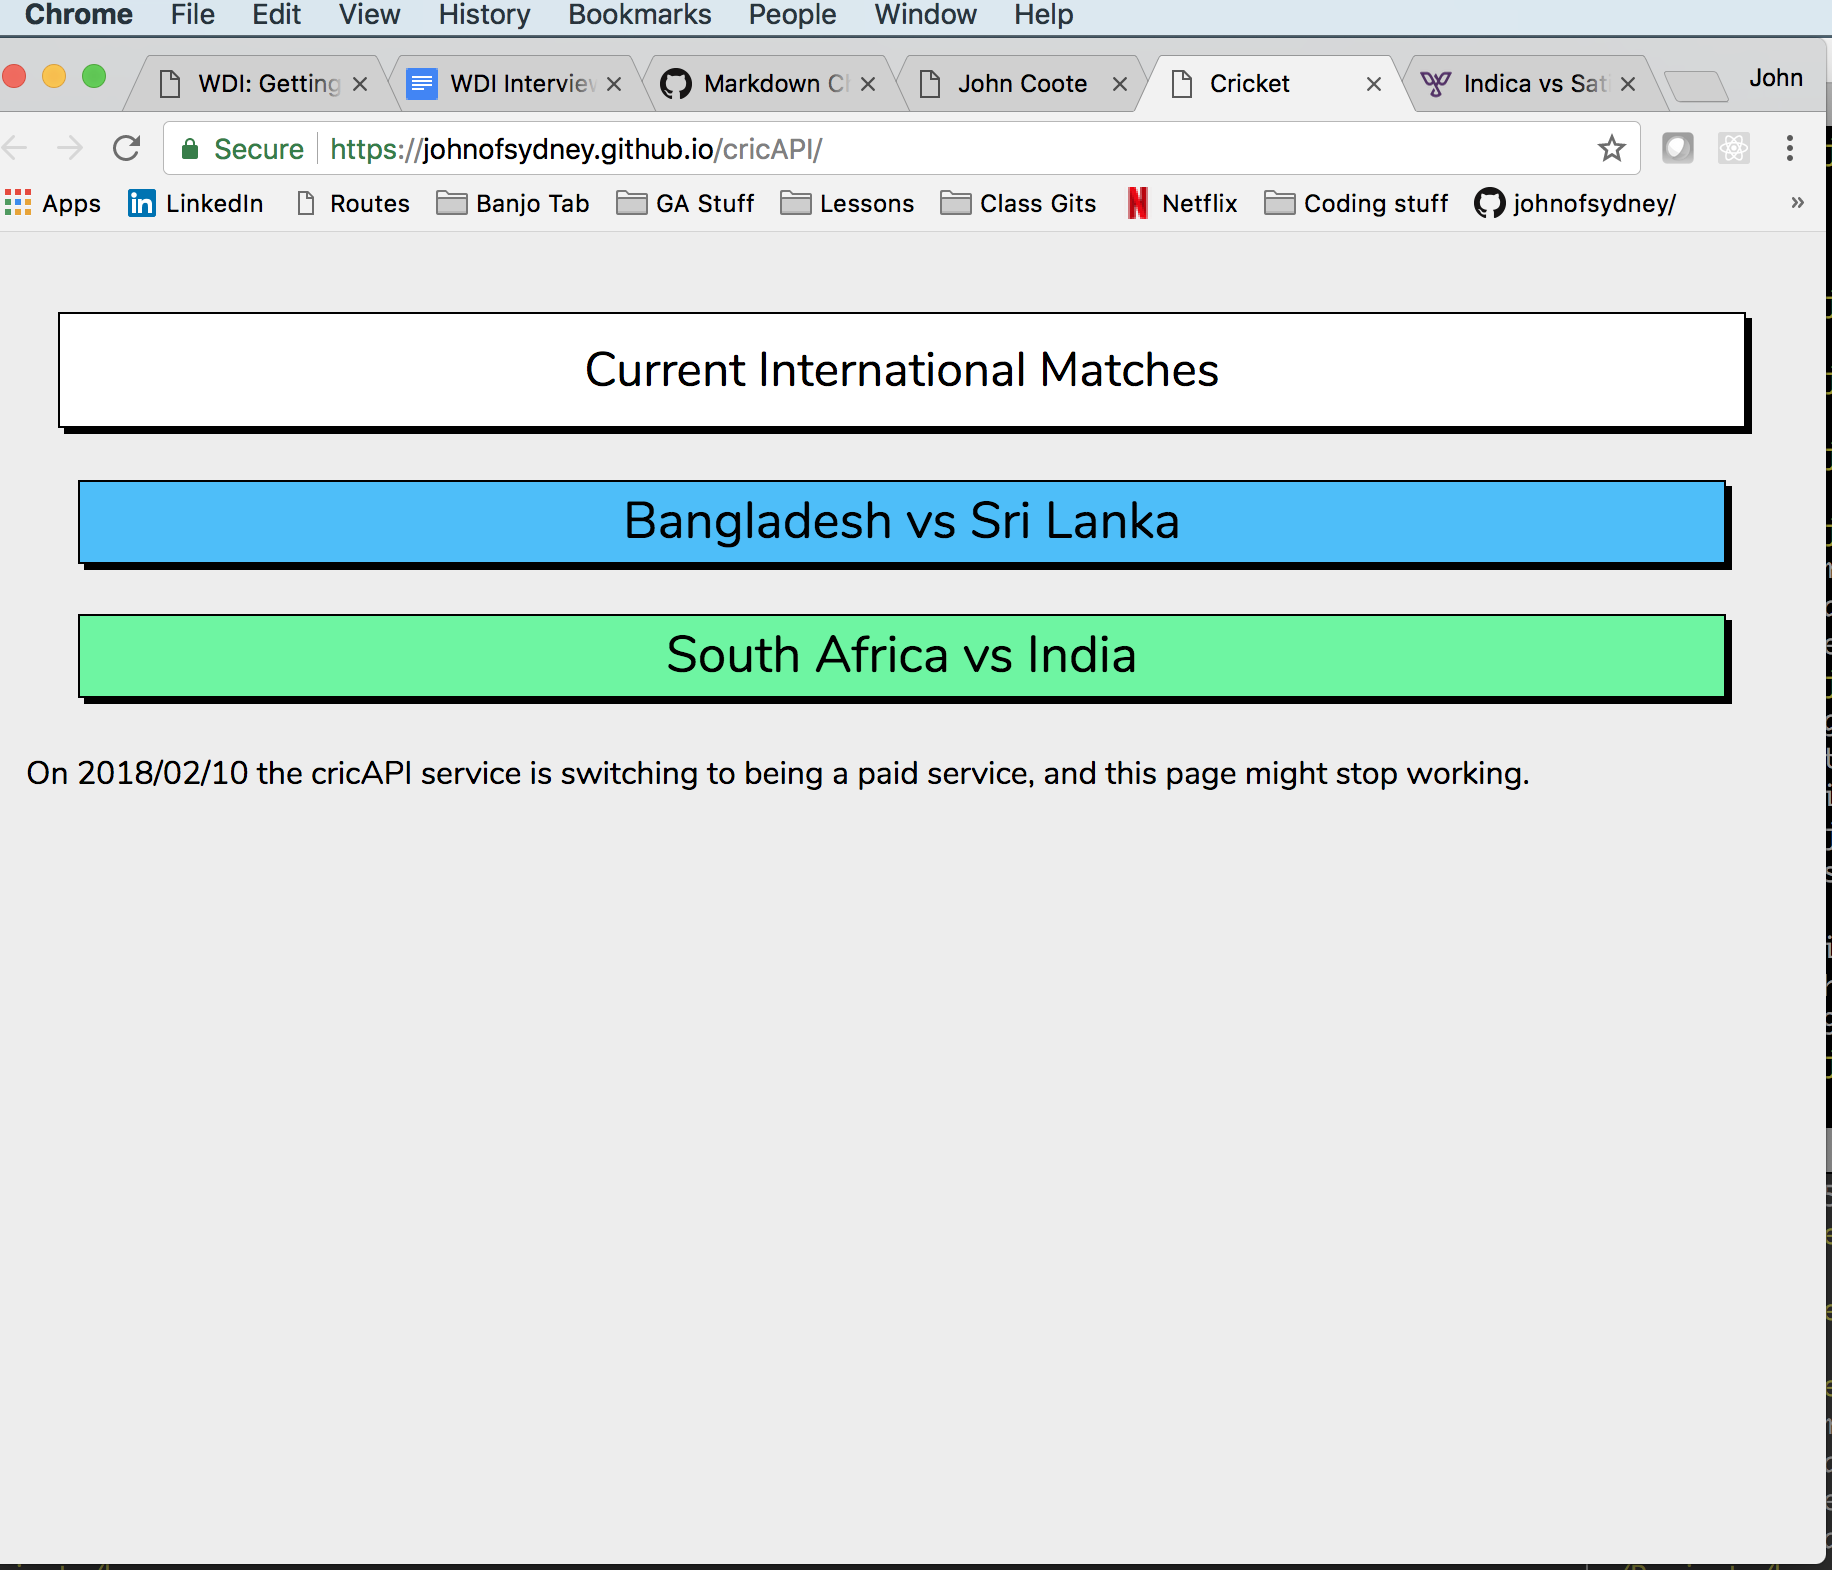 Chrome File Edit View History Bookmarks People Window Help
WDI: Getting WDI Interview Markdown John Coote Cricket Indica vs John
Secure https://johnofsydney.github.io/cricAPI/
Apps LinkedIn Routes Banjo Tab GA Stuff Lessons Class Gits Netflix Coding stuff johnofsydney/ »
Current International Matches
Bangladesh vs Sri Lanka
South Africa vs India
On 2018/02/10 the cricAPI service is switching to being a paid service, and this page might stop working.